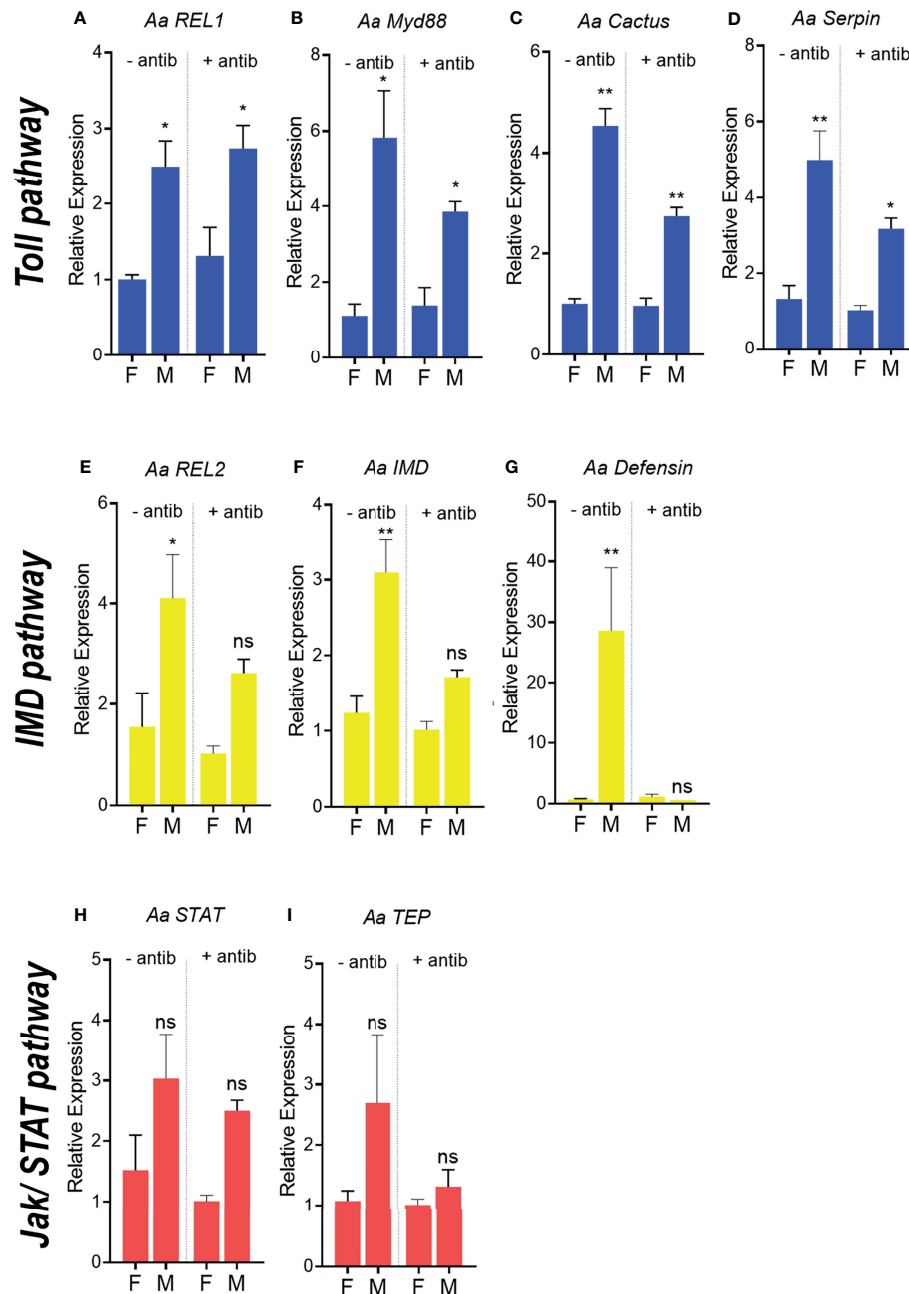 A
Aa REL1
- antib
+ antib
*
*
Relative Expression
4
3
2
1
0
F M F M
B
Aa Myd88
- antib
+ antib
*
*
Relative Expression
8
6
4
2
0
F M F M
C
Aa Cactus
- antib
+ antib
**
**
Relative Expression
6
4
2
0
F M F M
D
Aa Serpin
- antib
+ antib
**
*
Relative Expression
8
6
4
2
0
F M F M
Toll pathway
E
Aa REL2
- antib
+ antib
*
ns
Relative Expression
6
4
2
0
F M F M
F
Aa IMD
- antib
+ antib
**
ns
Relative Expression
4
3
2
1
0
F M F M
G
Aa Defensin
- antib
+ antib
**
ns
Relative Expression
50
40
30
20
10
0
F M F M
IMD pathway
H
Aa STAT
- antib
+ antib
ns
ns
Relative Expression
5
4
3
2
1
0
F M F M
I
Aa TEP
- antib
+ antib
ns
ns
Relative Expression
5
4
3
2
1
0
F M F M
Jak/ STAT pathway